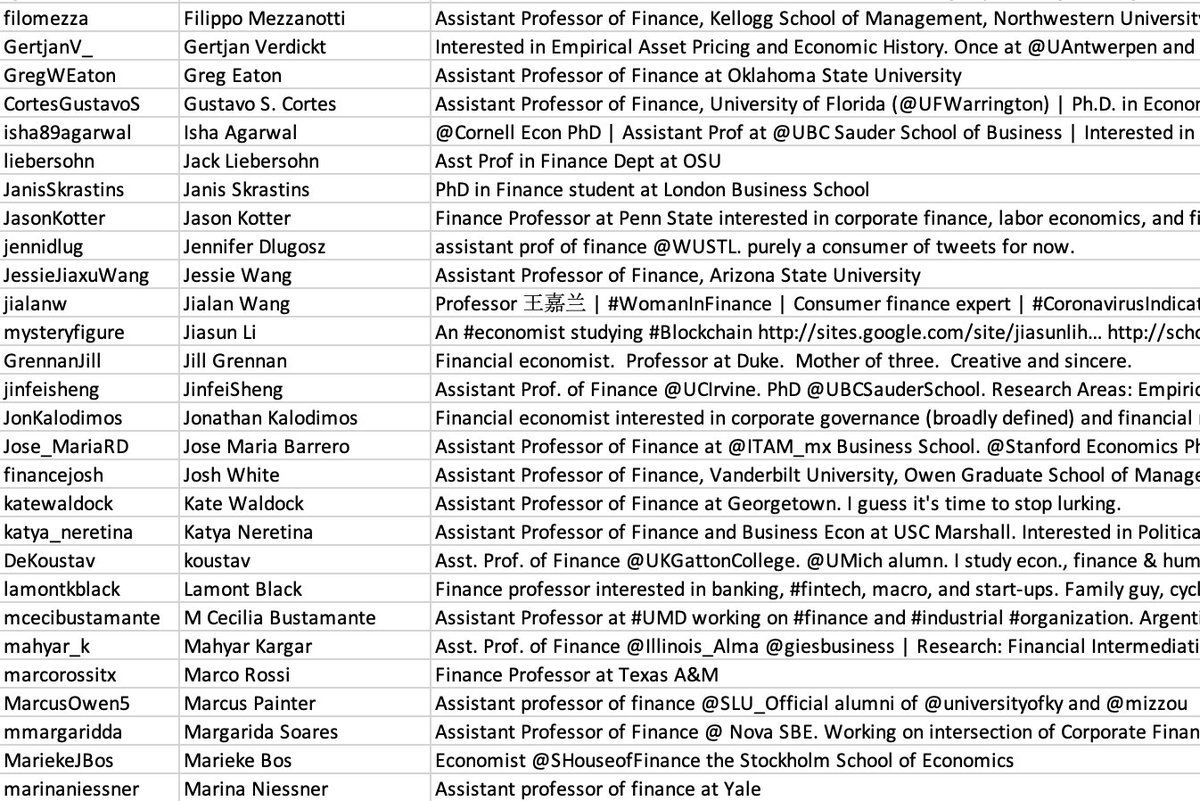 filomezza Filippo Mezzanotti Assistant Professor of Finance, Kellogg School of Management, Northwestern Universit
GertjanV_ Gertjan Verdickt Interested in Empirical Asset Pricing and Economic History. Once at @UAntwerpen and
GregWEaton Greg Eaton Assistant Professor of Finance at Oklahoma State University
CortesGustavoS Gustavo S. Cortes Assistant Professor of Finance, University of Florida (@UFWarrington) | Ph.D. in Econo
isha89agarwal Isha Agarwal @Cornell Econ PhD | Assistant Prof at @UBC Sauder School of Business | Interested in
liebersohn Jack Liebersohn Asst Prof in Finance Dept at OSU
JanisSkrastins Janis Skrastins PhD in Finance student at London Business School
JasonKotter Jason Kotter Finance Professor at Penn State interested in corporate finance, labor economics, and fi
jennidlug Jennifer Dlugosz assistant prof of finance @WUSTL. purely a consumer of tweets for now.
JessieJiaxuWang Jessie Wang Assistant Professor of Finance, Arizona State University
jialanw Jialan Wang Professor 王嘉兰 | #WomanInFinance | Consumer finance expert | #CoronavirusIndicat
mysteryfigure Jiasun Li An #economist studying #Blockchain http://sites.google.com/site/jiasunlih... http://scho
GrennanJill Jill Grennan Financial economist.  Professor at Duke.  Mother of three.  Creative and sincere.
jinfeisheng JinfeiSheng Assistant Prof. of Finance @UCIrvine. PhD @UBCSauderSchool. Research Areas: Empiric
JonKalodimos Jonathan Kalodimos Financial economist interested in corporate governance (broadly defined) and financial
Jose_MariaRD Jose Maria Barrero Assistant Professor of Finance at @ITAM_mx Business School. @Stanford Economics Ph
financejosh Josh White Assistant Professor of Finance, Vanderbilt University, Owen Graduate School of Manage
katewaldock Kate Waldock Assistant Professor of Finance at Georgetown. I guess it's time to stop lurking.
katya_neretina Katya Neretina Assistant Professor of Finance and Business Econ at USC Marshall. Interested in Politica
DeKoustav koustav Asst. Prof. of Finance @UKGattonCollege. @UMich alumn. I study econ., finance & hum
lamontkblack Lamont Black Finance professor interested in banking, #fintech, macro, and start-ups. Family guy, cycl
mcecibustamante M Cecilia Bustamante Assistant Professor at #UMD working on #finance and #industrial #organization. Argenti
mahyar_k Mahyar Kargar Asst. Prof. of Finance @Illinois_Alma @giesbusiness | Research: Financial Intermediati
marcorossitx Marco Rossi Finance Professor at Texas A&M
MarcusOwen5 Marcus Painter Assistant professor of finance @SLU_Official alumni of @universityofky and @mizzou
mmargaridda Margarida Soares Assistant Professor of Finance @ Nova SBE. Working on intersection of Corporate Finan
MariekeJBos Marieke Bos Economist @SHouseofFinance the Stockholm School of Economics
marinaniessner Marina Niessner Assistant professor of finance at Yale